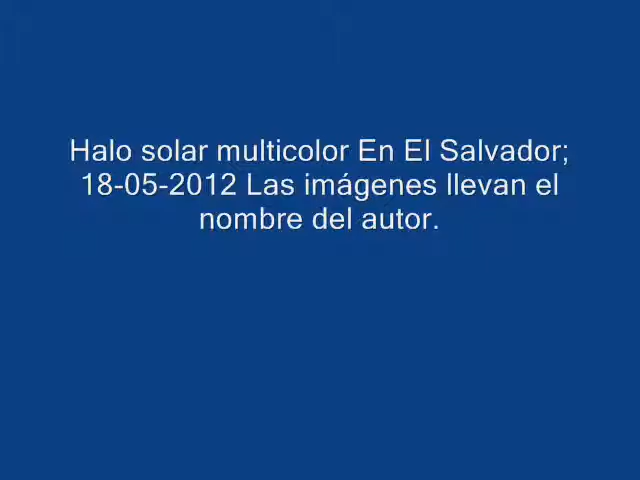 Halo solar multicolor En El Salvador;
18-05-2012 Las imágenes llevan el
nombre del autor.